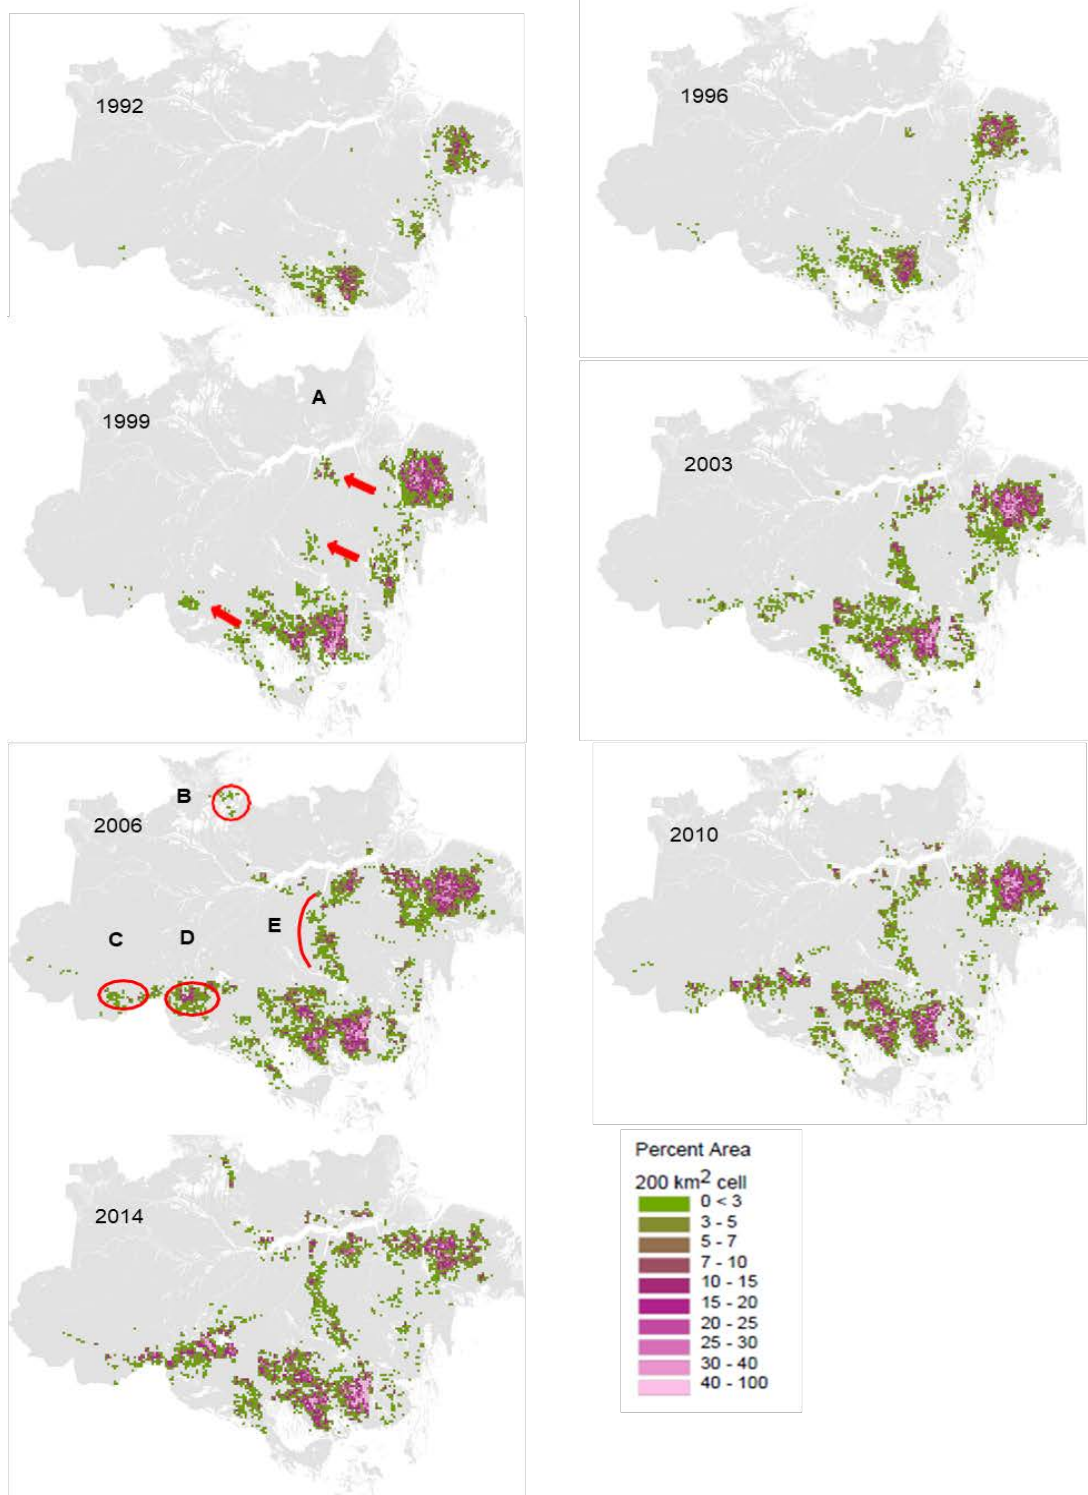 1992
1996
A
1999
2003
B
2006
C
D
E
2010
2014
Percent Area
200 km² cell
0 < 3
3 - 5
5 - 7
7 - 10
10 - 15
15 - 20
20 - 25
25 - 30
30 - 40
40 - 100